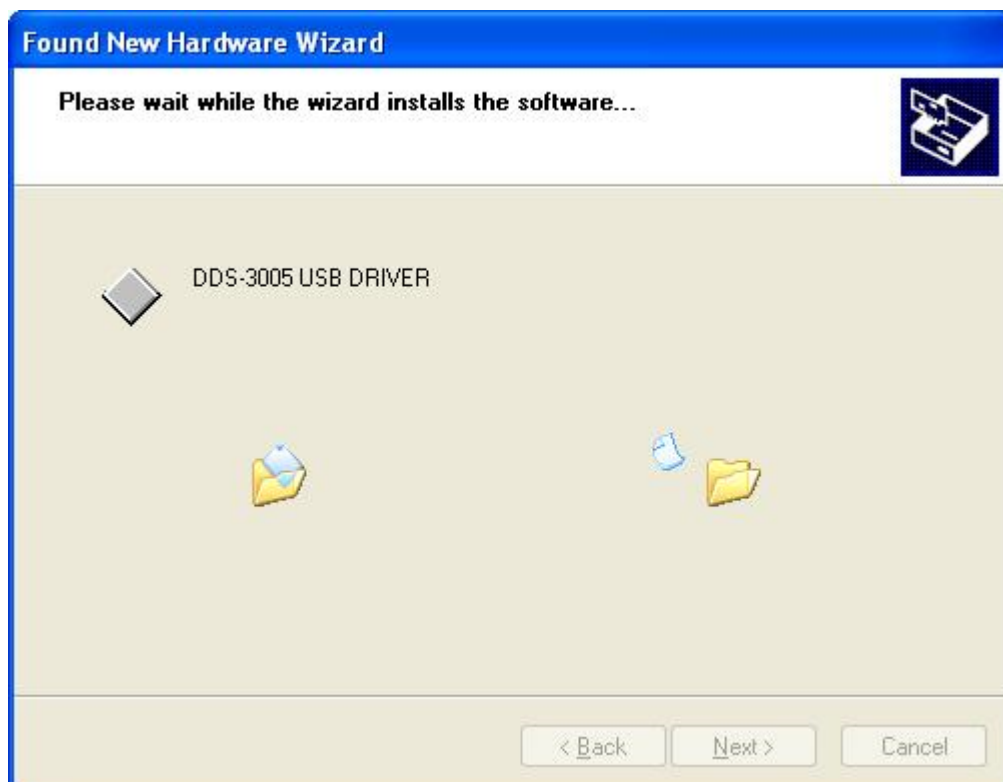 Found New Hardware Wizard
Please wait while the wizard installs the software...
DDS-3005 USB DRIVER
< Back
Next >
Cancel